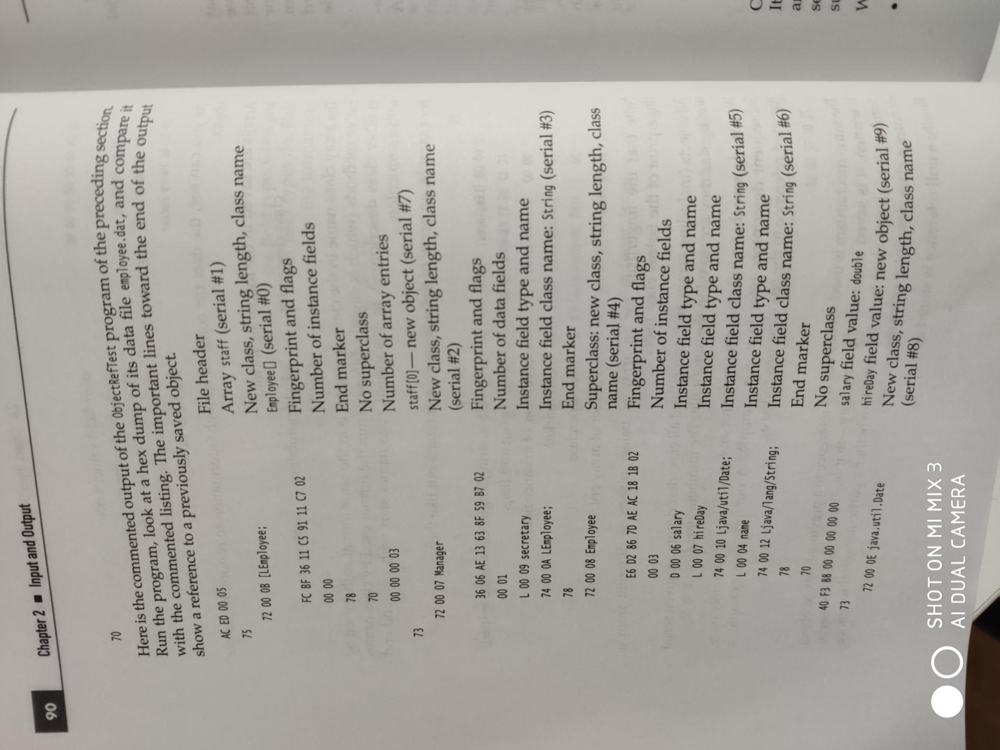 90
Chapter 2 ■ Input and Output
70
Here is the commented output of the ObjectRefTest program of the preceding section.
Run the program, look at a hex dump of its data file employee.dat, and compare it
with the commented listing. The important lines toward the end of the output
show a reference to a previously saved object.
AC ED 00 05 File header
75 Array staff (serial #1)
72 00 0B [LEmployee; New class, string length, class name
Employee[] (serial #0)
FC BF 36 11 C5 91 11 C7 02 Fingerprint and flags
00 00 Number of instance fields
78 End marker
70 No superclass
00 00 00 03 Number of array entries
73 staff[0]— new object (serial #7)
72 00 07 Manager New class, string length, class name
(serial #2)
36 06 AE 13 63 8F 59 B7 02 Fingerprint and flags
00 01 Number of data fields
L 00 09 secretary Instance field type and name
74 00 0A LEmployee; Instance field class name: String (serial #3)
78 End marker
72 00 08 Employee Superclass: new class, string length, class
name (serial #4)
E6 D2 86 7D AE AC 18 1B 02 Fingerprint and flags
00 03 Number of instance fields
D 00 06 salary Instance field type and name
L 00 07 hireDay Instance field type and name
74 00 10 Ljava/util/Date; Instance field class name: String (serial #5)
L 00 04 name Instance field type and name
74 00 12 Ljava/lang/String; Instance field class name: String (serial #6)
78 End marker
70 No superclass
40 F3 88 00 00 00 00 00 salary field value: double
73 hireDay field value: new object (serial #9)
72 00 0E java.util.Date New class, string length, class name
(serial #8)
SHOT ON MI MIX 3
AI DUAL CAMERA